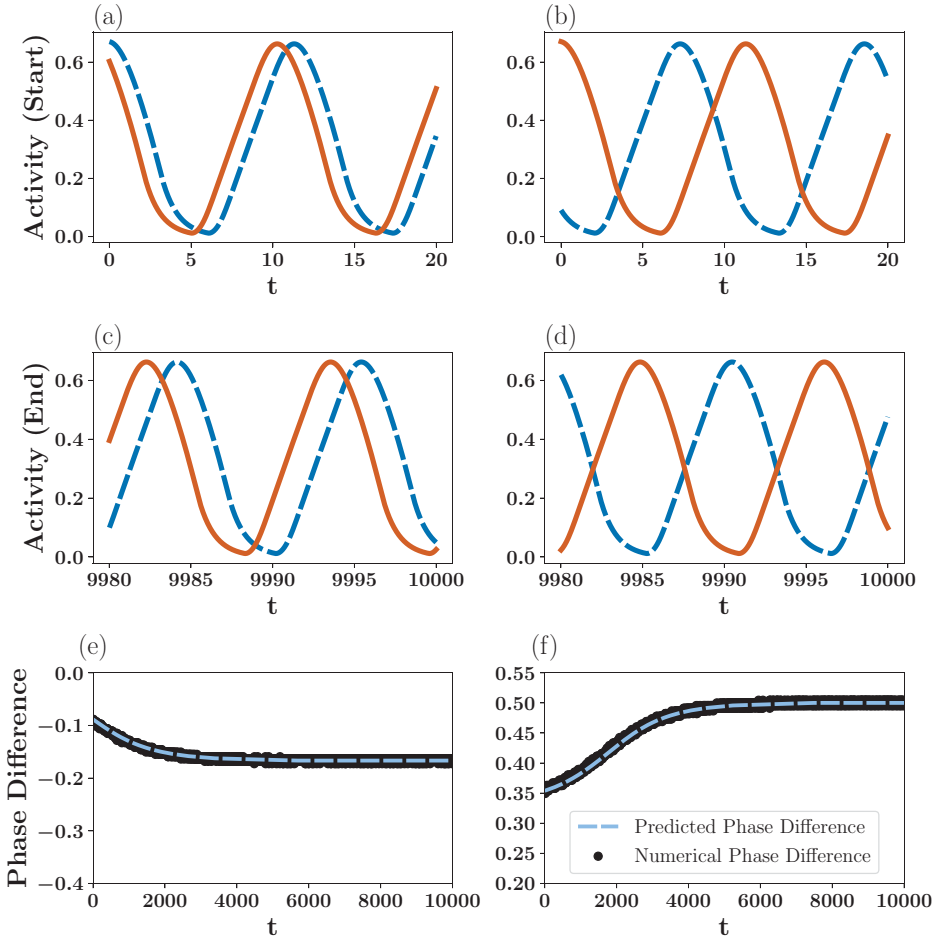 (a)
(b)
Activity (Start)
0.6
0.4
0.2
0.0
0 5 10 15 20
t
0.6
0.4
0.2
0.0
0 5 10 15 20
t
(c)
(d)
Activity (End)
0.6
0.4
0.2
0.0
9980 9985 9990 9995 10000
t
0.6
0.4
0.2
0.0
9980 9985 9990 9995 10000
t
(e)
(f)
Phase Difference
0.0
−0.1
−0.2
−0.3
−0.4
0 2000 4000 6000 8000 10000
t
0.55
0.50
0.45
0.40
0.35
0.30
0.25
0.20
Predicted Phase Difference
Numerical Phase Difference
0 2000 4000 6000 8000 10000
t